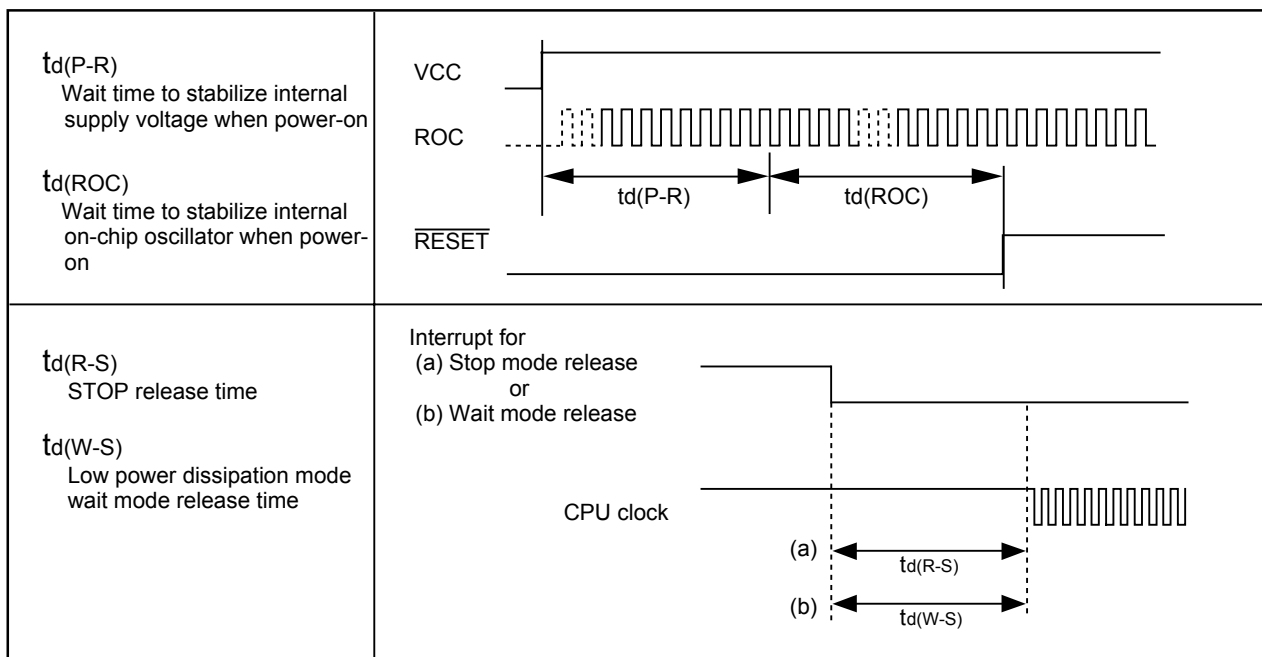 td(P-R)
Wait time to stabilize internal
supply voltage when power-on
td(ROC)
Wait time to stabilize internal
on-chip oscillator when power-
on
VCC
ROC
td(P-R)
td(ROC)
RESET
td(R-S)
STOP release time
td(W-S)
Low power dissipation mode
wait mode release time
Interrupt for
(a) Stop mode release
or
(b) Wait mode release
CPU clock
(a)
td(R-S)
(b)
td(W-S)